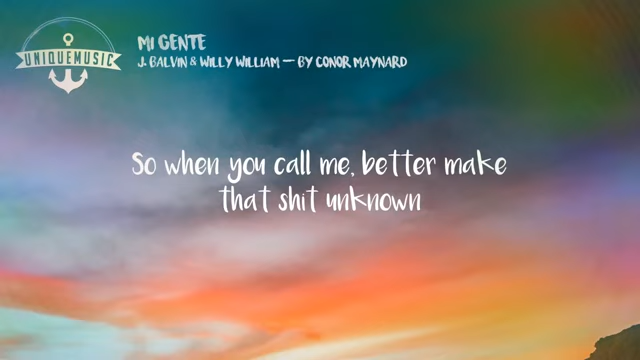 UNIQUEMUSIC
MI GENTE
J. BALVIN & WILLY WILLIAM — BY CONOR MAYNARD
So when you call me, better make
that shit unknown